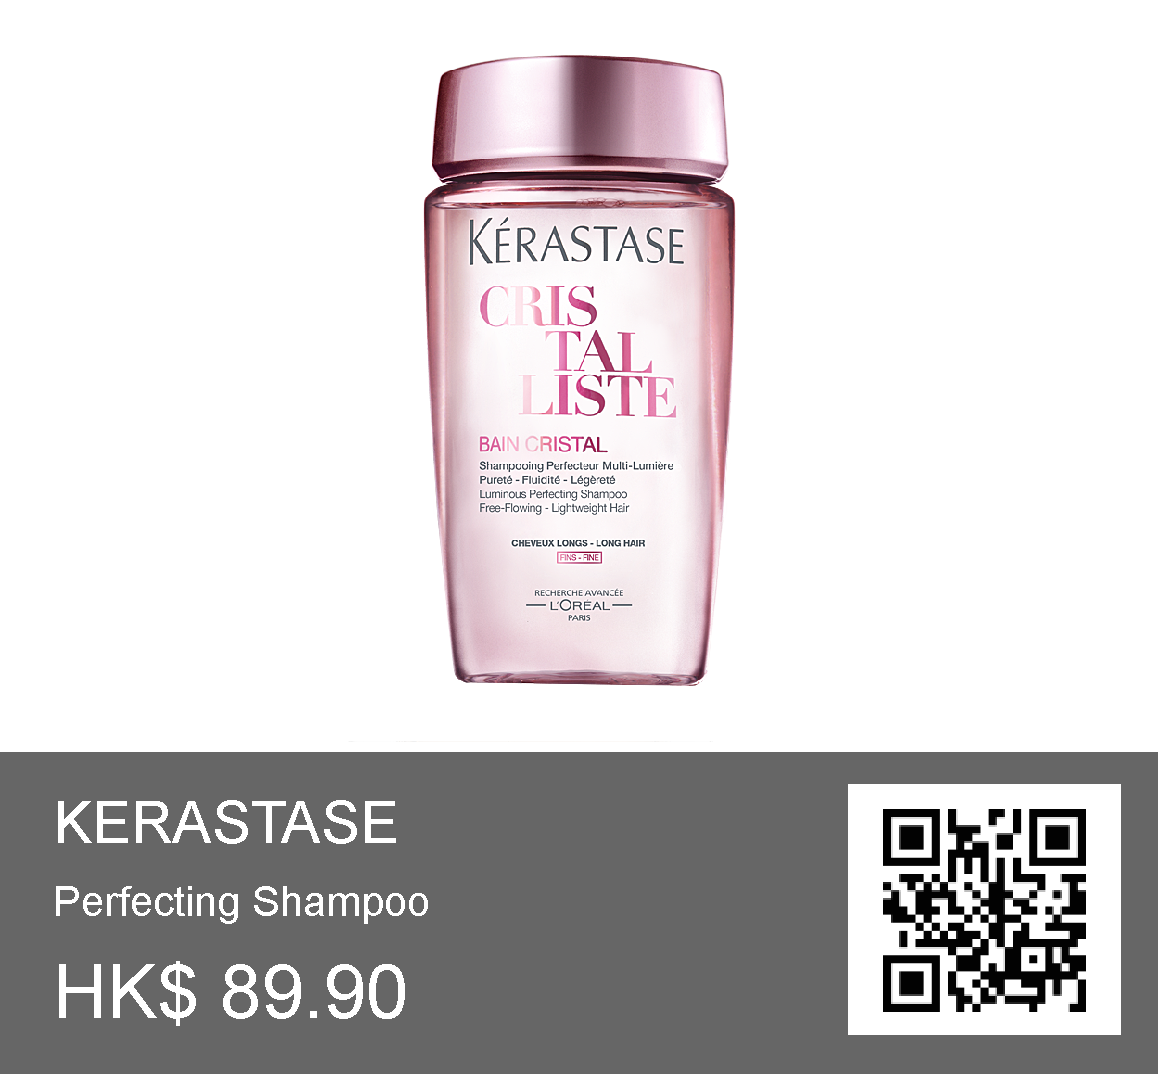 KÉRASTASE
CRIS
TAL
LISTE
BAIN CRISTAL
Shampooing Perfecteur Multi-Lumière
Pureté - Fluidité - Légèreté
Luminous Perfecting Shampoo
Free-Flowing - Lightweight Hair
CHEVEUX LONGS - LONG HAIR
FINS - FINE
RECHERCHE AVANCÉE
L'ORÉAL
PARIS
KERASTASE
Perfecting Shampoo
HK$ 89.90